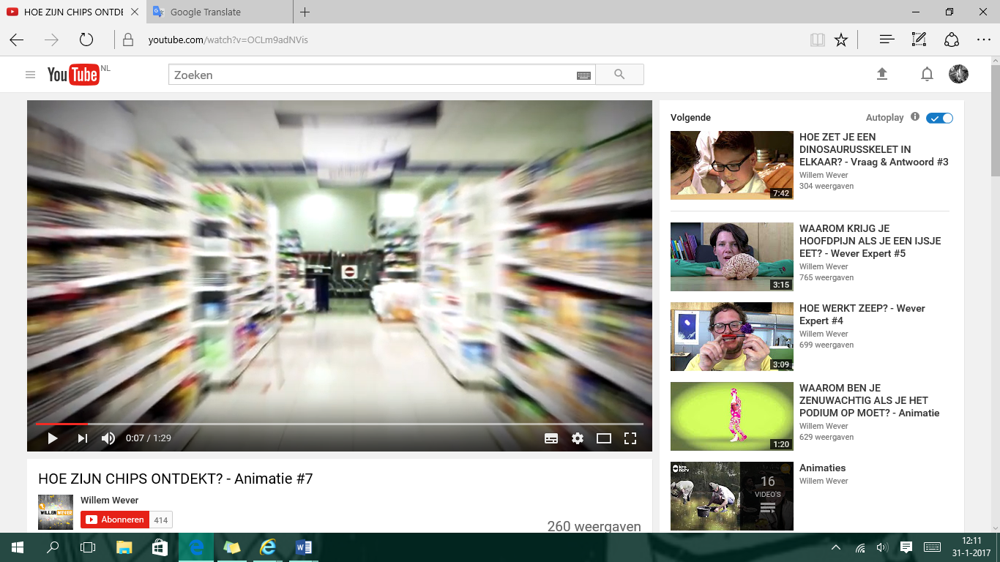 HOE ZIJN CHIPS ONTDE
Google Translate
youtube.com/watch?v=OCLm9adNVis
YouTube NL
Zoeken
Volgende
Autoplay
HOE ZET JE EEN
DINOSAURUSSKELET IN
ELKAAR? - Vraag & Antwoord #3
Willem Wever
304 weergaven
7:42
WAAROM KRIJG JE
HOOFDPIJN ALS JE EEN IJSJE
EET? - Wever Expert #5
Willem Wever
765 weergaven
3:15
HOE WERKT ZEEP? - Wever
Expert #4
Willem Wever
699 weergaven
3:09
WAAROM BEN JE
ZENUWACHTIG ALS JE HET
PODIUM OP MOET? - Animatie
Willem Wever
629 weergaven
1:20
Animaties
Willem Wever
kro
ncrv
16
VIDEO'S
0:07 / 1:29
HOE ZIJN CHIPS ONTDEKT? - Animatie #7
Willem Wever
WILLEM WEVER
Abonneren 414
260 weergaven
12:11
31-1-2017